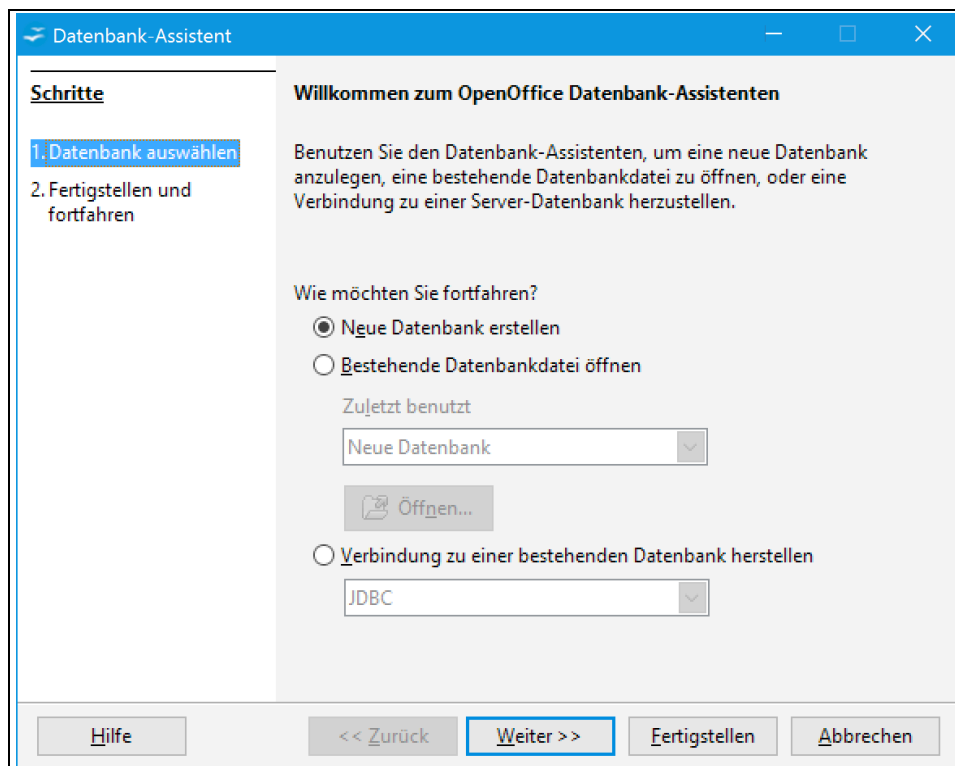 Datenbank-Assistent
Schritte
1. Datenbank auswählen
2. Fertigstellen und
fortfahren
Willkommen zum OpenOffice Datenbank-Assistenten
Benutzen Sie den Datenbank-Assistenten, um eine neue Datenbank
anzulegen, eine bestehende Datenbankdatei zu öffnen, oder eine
Verbindung zu einer Server-Datenbank herzustellen.
Wie möchten Sie fortfahren?
Neue Datenbank erstellen
Bestehende Datenbankdatei öffnen
Zuletzt benutzt
Neue Datenbank
Öffnen...
Verbindung zu einer bestehenden Datenbank herstellen
JDBC
Hilfe
<< Zurück
Weiter >>
Fertigstellen
Abbrechen